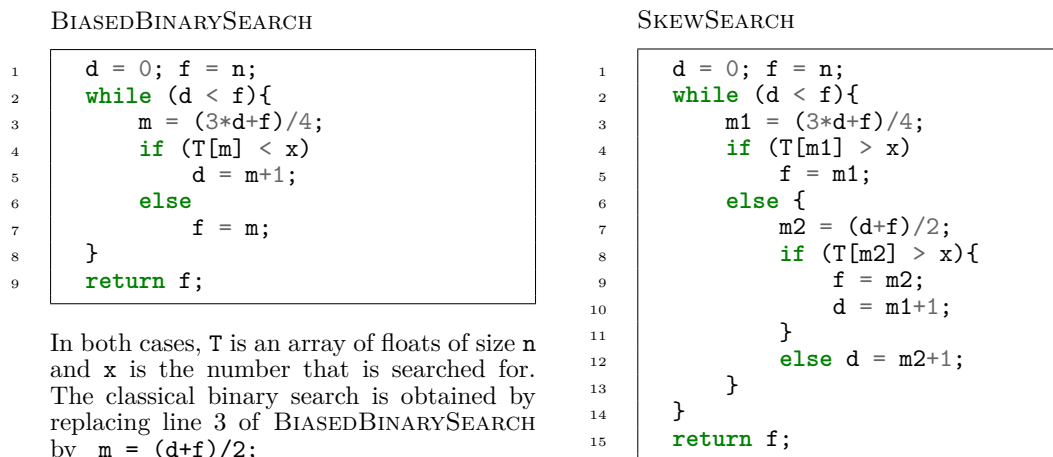 BIASEDBINARYSEARCH
1 d = 0; f = n;
2 while (d < f){
3 m = (3*d+f)/4;
4 if (T[m] < x)
5 d = m+1;
6 else
7 f = m;
8 }
9 return f;
In both cases, T is an array of floats of size n
and x is the number that is searched for.
The classical binary search is obtained by
replacing line 3 of BIASEDBINARYSEARCH
by m = (d+f)/2;
SKEWSEARCH
1 d = 0; f = n;
2 while (d < f){
3 m1 = (3*d+f)/4;
4 if (T[m1] > x)
5 f = m1;
6 else {
7 m2 = (d+f)/2;
8 if (T[m2] > x){
9 f = m2;
10 d = m1+1;
11 }
12 else d = m2+1;
13 }
14 }
15 return f;